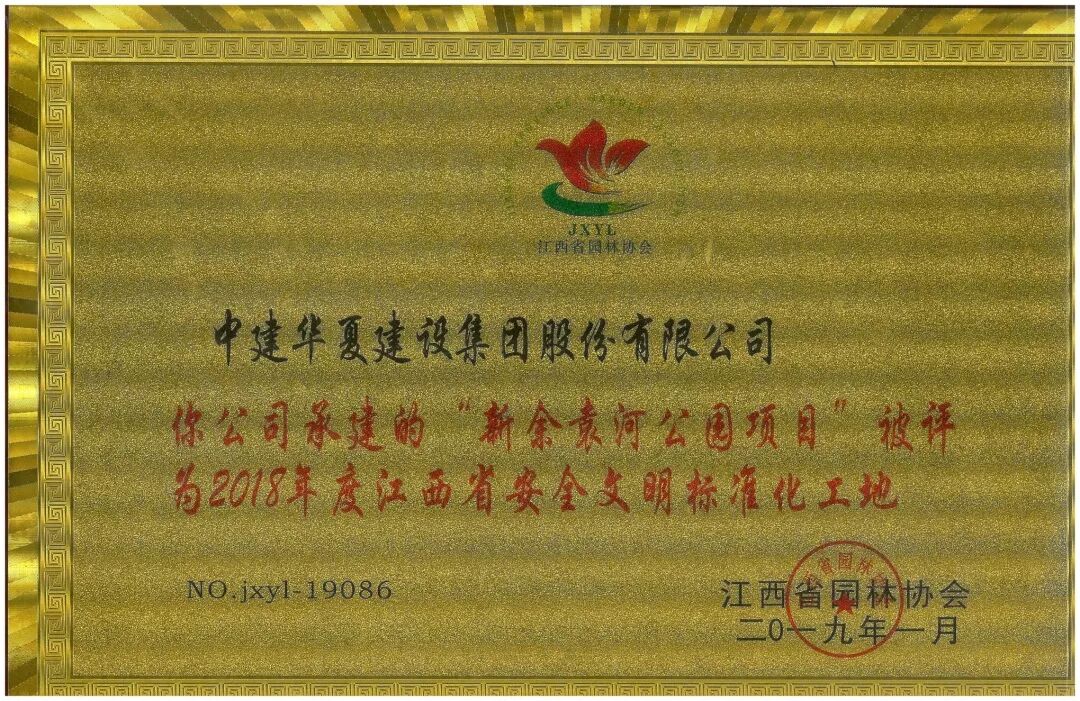 JXYL
江西省园林协会
中建华夏建设集团股份有限公司
你公司承建的“新余袁河公园项目”被评
为2018年度江西省安全文明标准化工地
NO.jxyl-19086
江西省园林协会
二0一九年一月